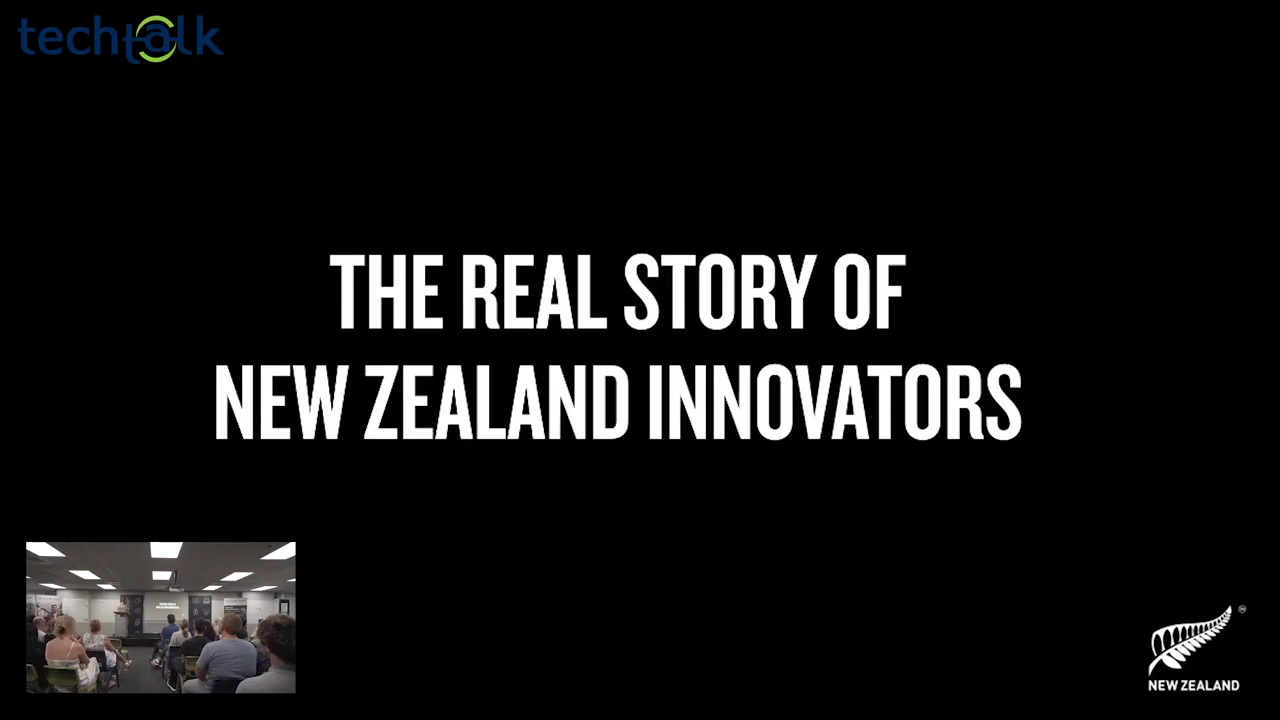 techtalk
THE REAL STORY OF
NEW ZEALAND INNOVATORS
NEW ZEALAND